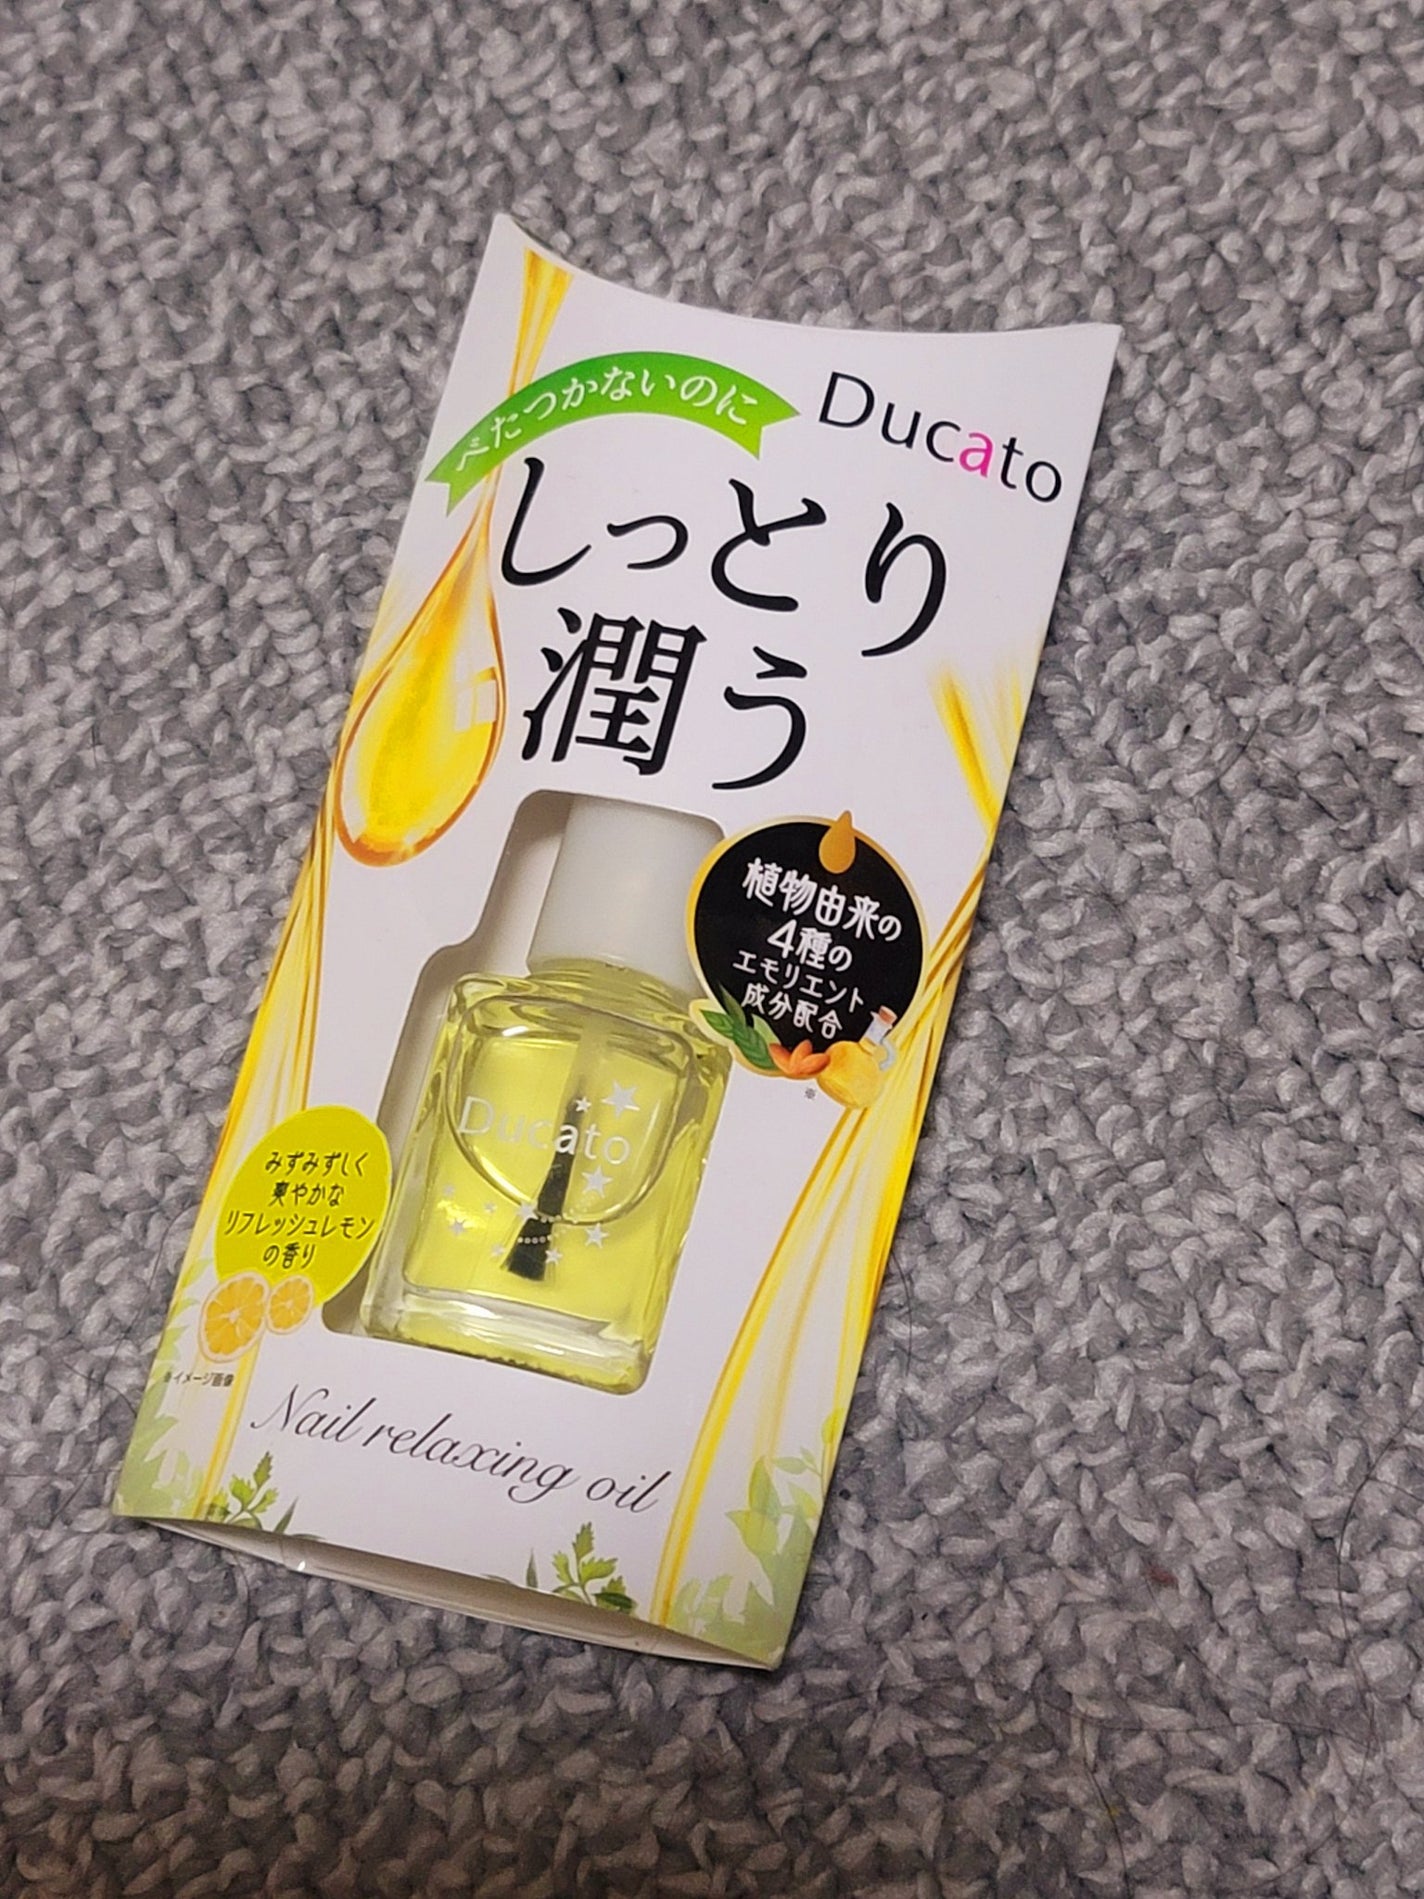 べたつかないのに
Ducato
しっとり
潤う
植物由来の
4種の
エモリエント
成分配合
※
Ducato
みずみずしく
爽やかな
リフレッシュレモン
の香り
※イメージ画像
Nail relaxing oil